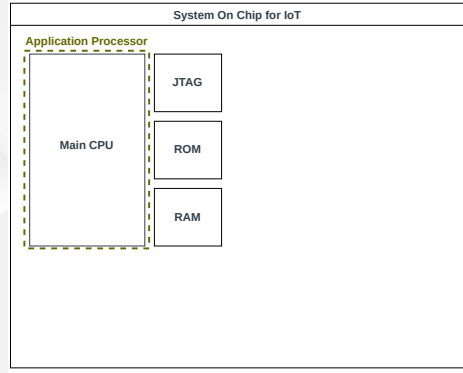 System On Chip for IoT
Application Processor
Main CPU
JTAG
ROM
RAM